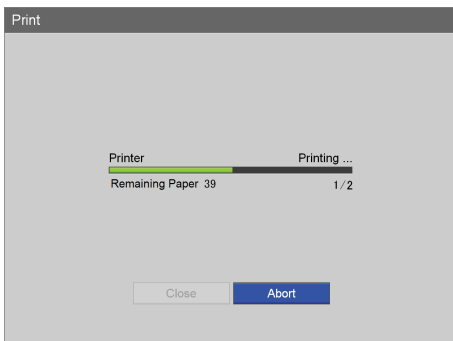 Print
Printer Printing ...
Remaining Paper 39 1/2
Close Abort